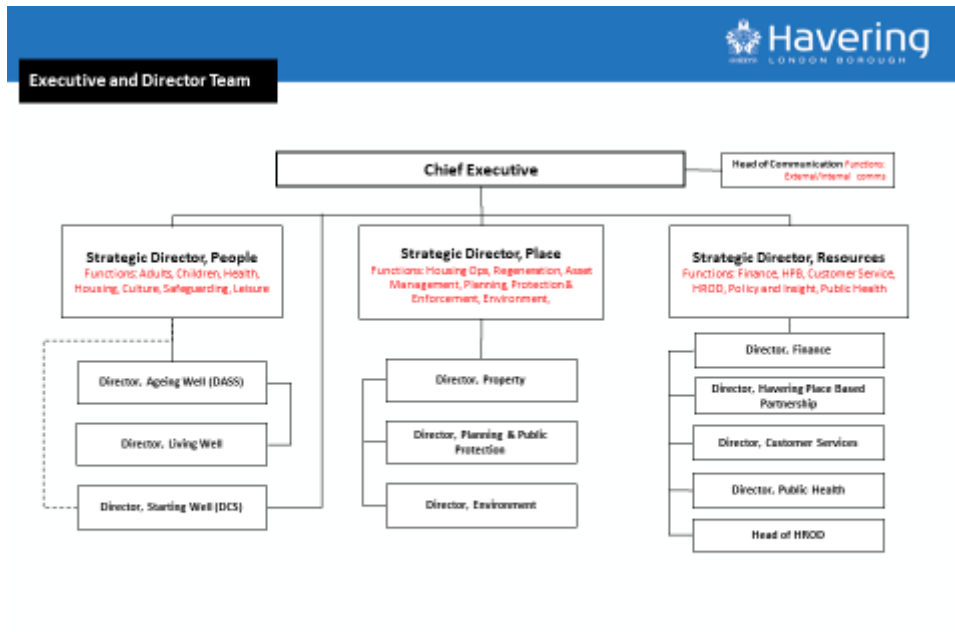 Havering
LONDON BOROUGH
Executive and Director Team
Chief Executive
Head of Communication Functions:
External/Internal comms
Strategic Director, People
Functions: Adults, Children, Health,
Housing, Culture, Safeguarding, Leisure
Strategic Director, Place
Functions: Housing Ops, Regeneration, Asset
Management, Planning, Protection &
Enforcement, Environment,
Strategic Director, Resources
Functions: Finance, HPB, Customer Service,
HROD, Policy and Insight, Public Health
Director, Ageing Well (DASS)
Director, Living Well
Director, Starting Well (DCS)
Director, Property
Director, Planning & Public
Protection
Director, Environment
Director, Finance
Director, Havering Place Based
Partnership
Director, Customer Services
Director, Public Health
Head of HROD